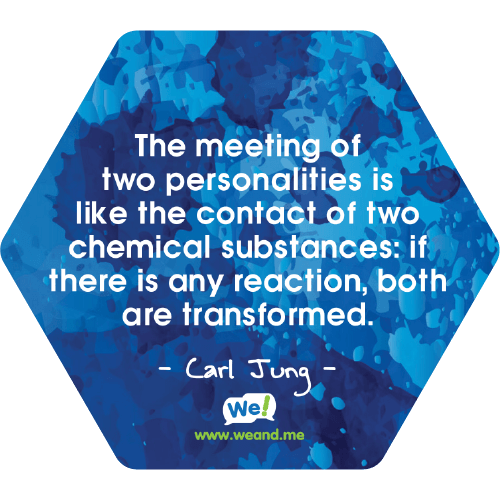 The meeting of
two personalities is
like the contact of two
chemical substances: if
there is any reaction, both
are transformed.
- Carl Jung -
We!
www.weand.me